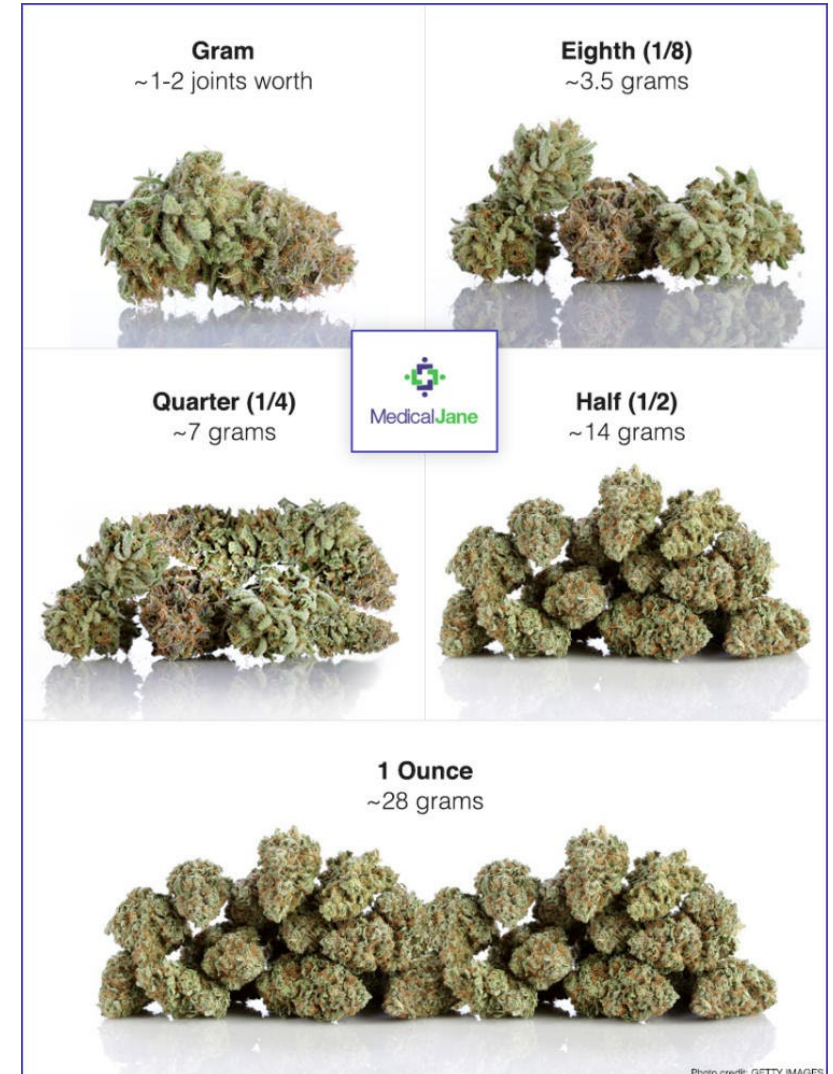 Gram
~1-2 joints worth
Eighth (1/8)
~3.5 grams
MedicalJane
Quarter (1/4)
~7 grams
Half (1/2)
~14 grams
1 Ounce
~28 grams
Photo credit: GETTY IMAGES